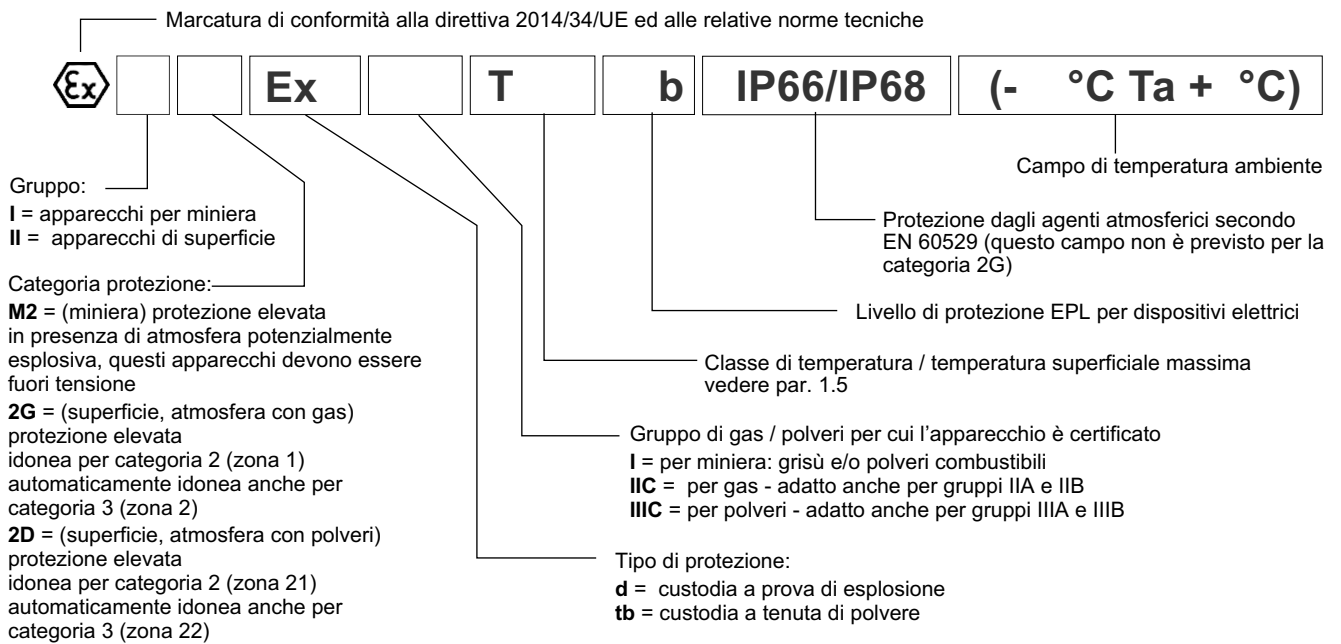 Marcatura di conformità alla direttiva 2014/34/UE ed alle relative norme tecniche
Ex Ex T b IP66/IP68 (- °C Ta + °C)
Campo di temperatura ambiente
Gruppo:
I = apparecchi per miniera
II = apparecchi di superficie
Protezione dagli agenti atmosferici secondo
EN 60529 (questo campo non è previsto per la
categoria 2G)
Categoria protezione:
M2 = (miniera) protezione elevata
in presenza di atmosfera potenzialmente
esplosiva, questi apparecchi devono essere
fuori tensione
2G = (superficie, atmosfera con gas)
protezione elevata
idonea per categoria 2 (zona 1)
automaticamente idonea anche per
categoria 3 (zona 2)
2D = (superficie, atmosfera con polveri)
protezione elevata
idonea per categoria 2 (zona 21)
automaticamente idonea anche per
categoria 3 (zona 22)
Livello di protezione EPL per dispositivi elettrici
Classe di temperatura / temperatura superficiale massima
vedere par. 1.5
Gruppo di gas / polveri per cui l'apparecchio è certificato
I = per miniera: grisù e/o polveri combustibili
IIC = per gas - adatto anche per gruppi IIA e IIB
IIIC = per polveri - adatto anche per gruppi IIIA e IIIB
Tipo di protezione:
d = custodia a prova di esplosione
tb = custodia a tenuta di polvere